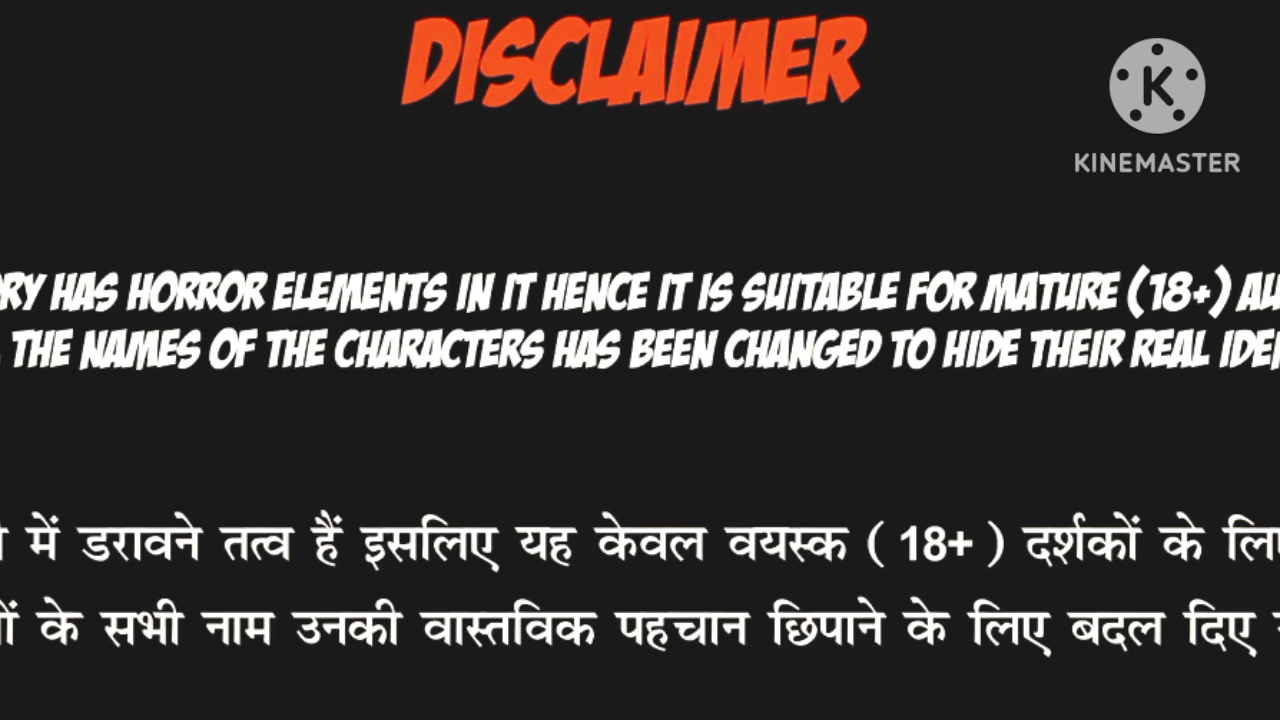 DISCLAIMER
K
KINEMASTER
HAS HORROR ELEMENTS IN IT HENCE IT IS SUITABLE FOR MATURE (18+)
THE NAMES OF THE CHARACTERS HAS BEEN CHANGED TO HIDE THEIR REAL
में डरावने तत्व हैं इसलिए यह केवल वयस्क ( 18+ ) दर्शकों के
के सभी नाम उनकी वास्तविक पहचान छिपाने के लिए बदल दिए